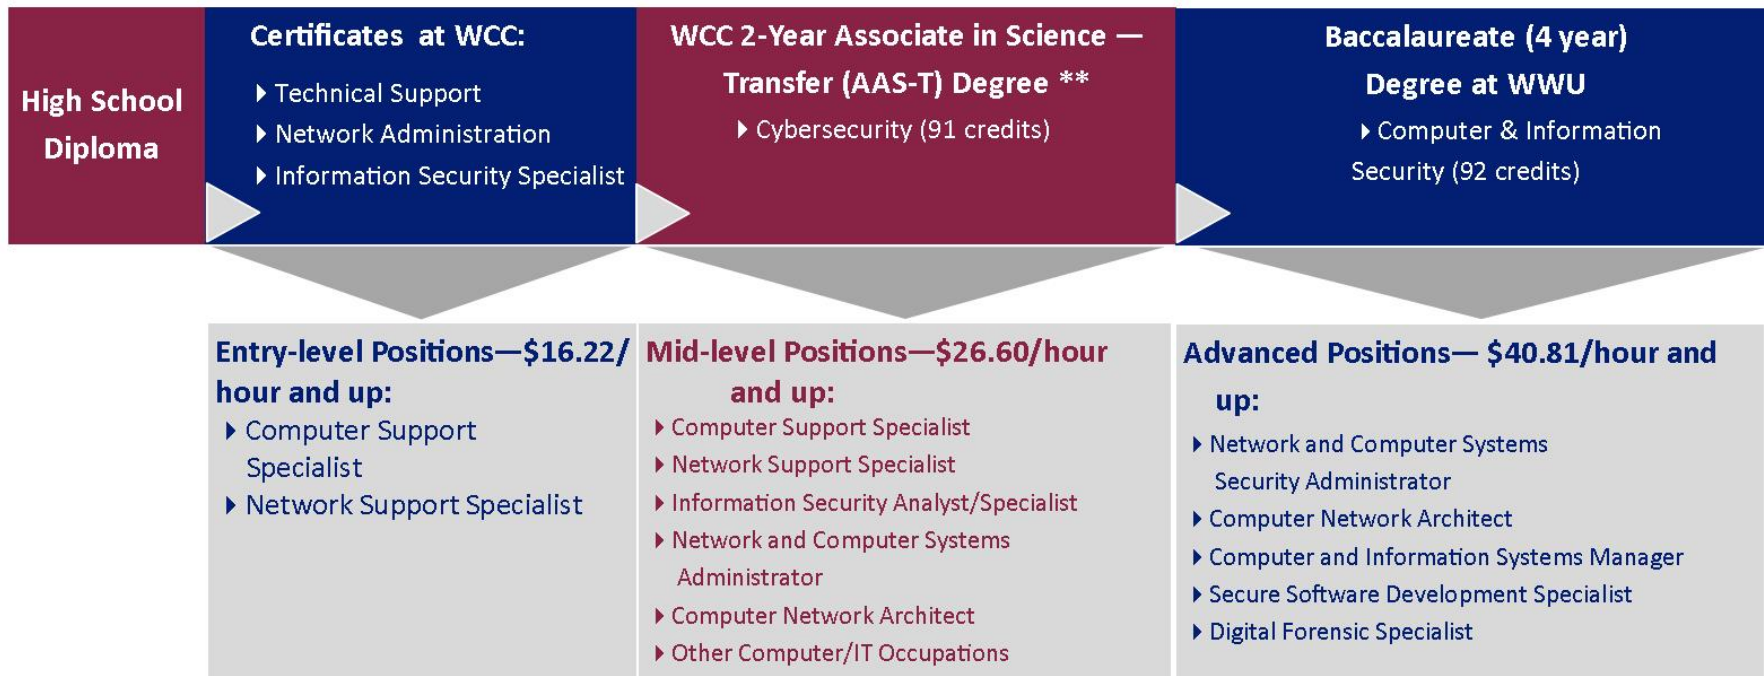 High School
Diploma
Certificates at WCC:
Technical Support
Network Administration
Information Security Specialist
WCC 2-Year Associate in Science —
Transfer (AAS-T) Degree **
Cybersecurity (91 credits)
Baccalaureate (4 year)
Degree at WWU
Computer & Information
Security (92 credits)
Entry-level Positions—$16.22/
hour and up:
Computer Support
Specialist
Network Support Specialist
Mid-level Positions—$26.60/hour
and up:
Computer Support Specialist
Network Support Specialist
Information Security Analyst/Specialist
Network and Computer Systems
Administrator
Computer Network Architect
Other Computer/IT Occupations
Advanced Positions— $40.81/hour and
up:
Network and Computer Systems
Security Administrator
Computer Network Architect
Computer and Information Systems Manager
Secure Software Development Specialist
Digital Forensic Specialist